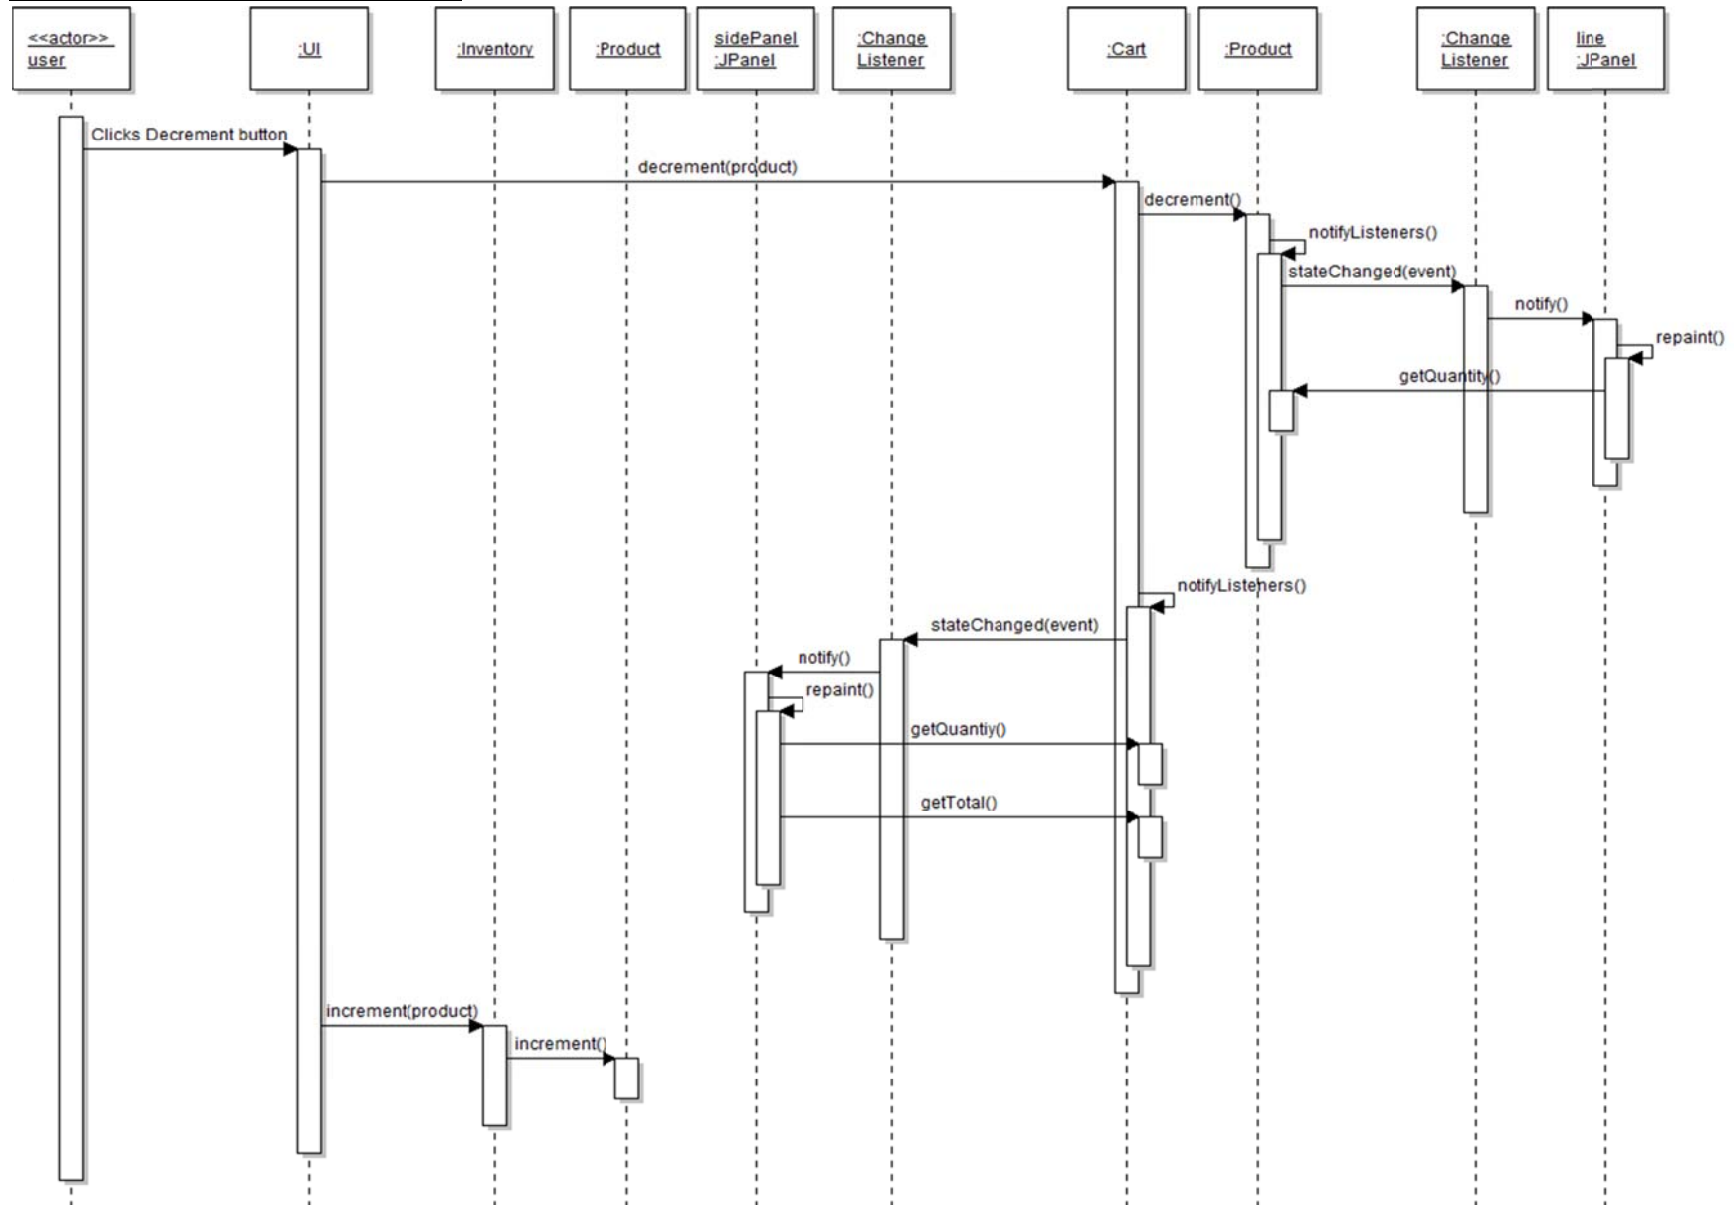 <<actor>>
user
:UI
:Inventory
:Product
sidePanel
:JPanel
:Change
Listener
:Cart
:Product
:Change
Listener
line
:JPanel
Clicks Decrement button
decrement(product)
decrement()
notifyListeners()
stateChanged(event)
notify()
repaint()
getQuantity()
notifyListeners()
stateChanged(event)
notify()
repaint()
getQuantiy()
getTotal()
increment(product)
increment()